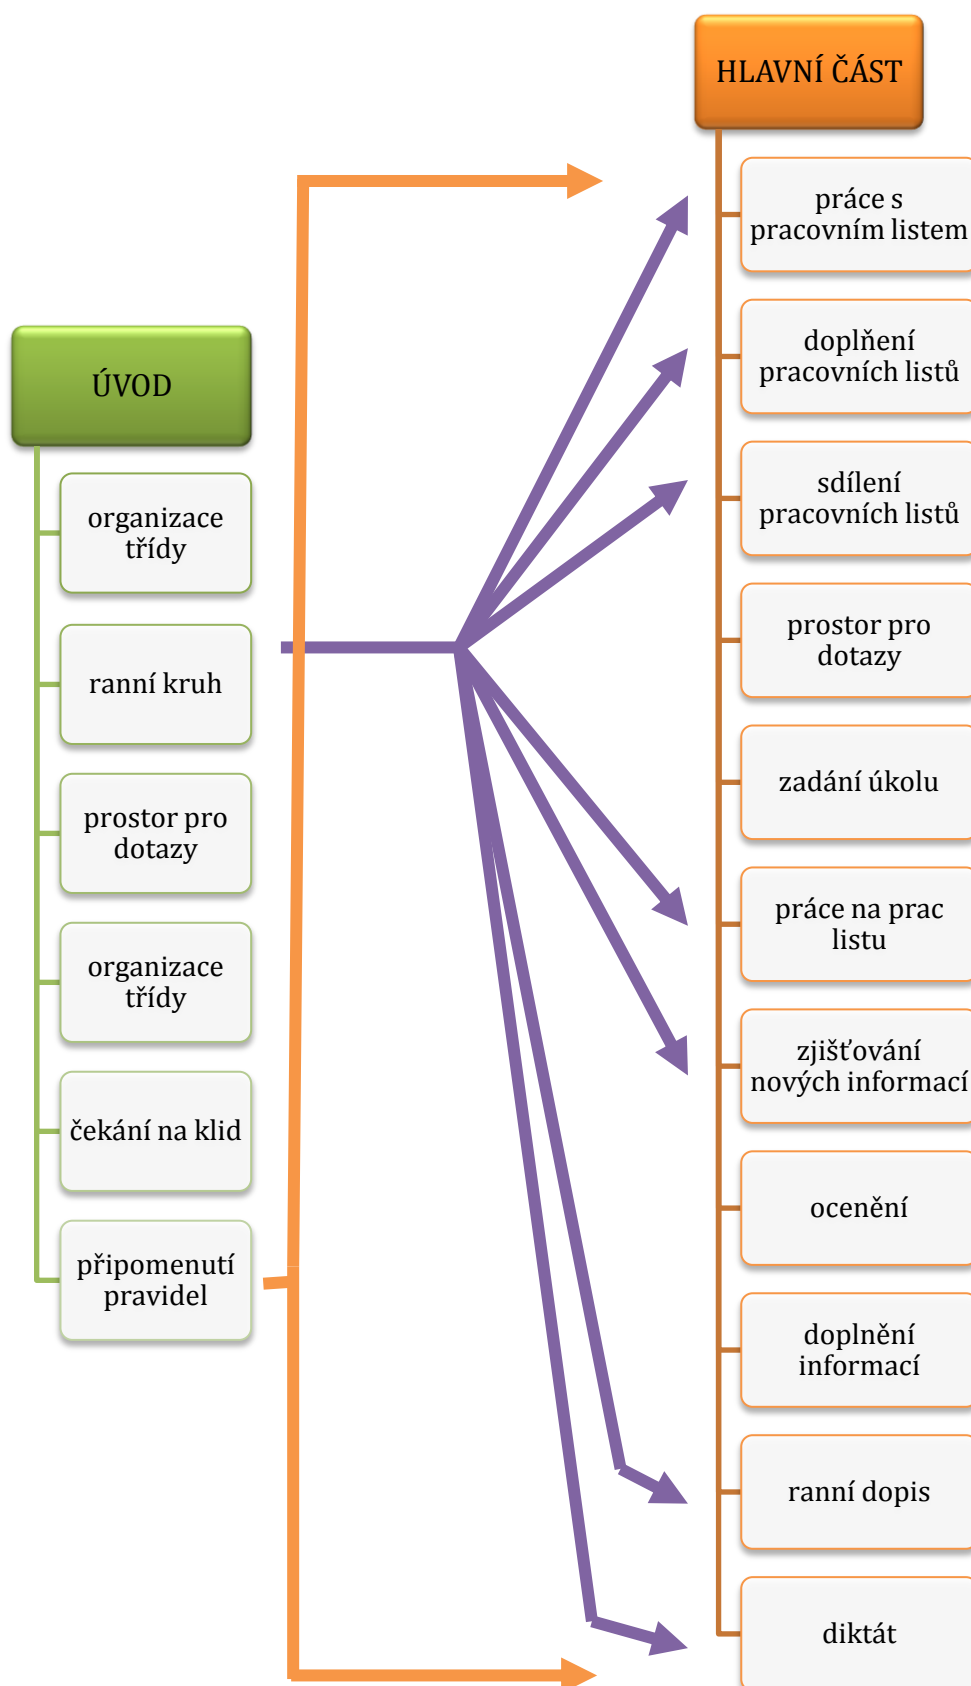 ÚVOD
organizace
třídy
ranní kruh
prostor pro
dotazy
organizace
třídy
čekání na klid
připomenutí
pravidel
HLAVNÍ ČÁST
práce s
pracovním listem
doplňení
pracovních listů
sdílení
pracovních listů
prostor pro
dotazy
zadání úkolu
práce na prac
listu
zjišťování
nových informací
ocenění
doplnění
informací
ranní dopis
diktát